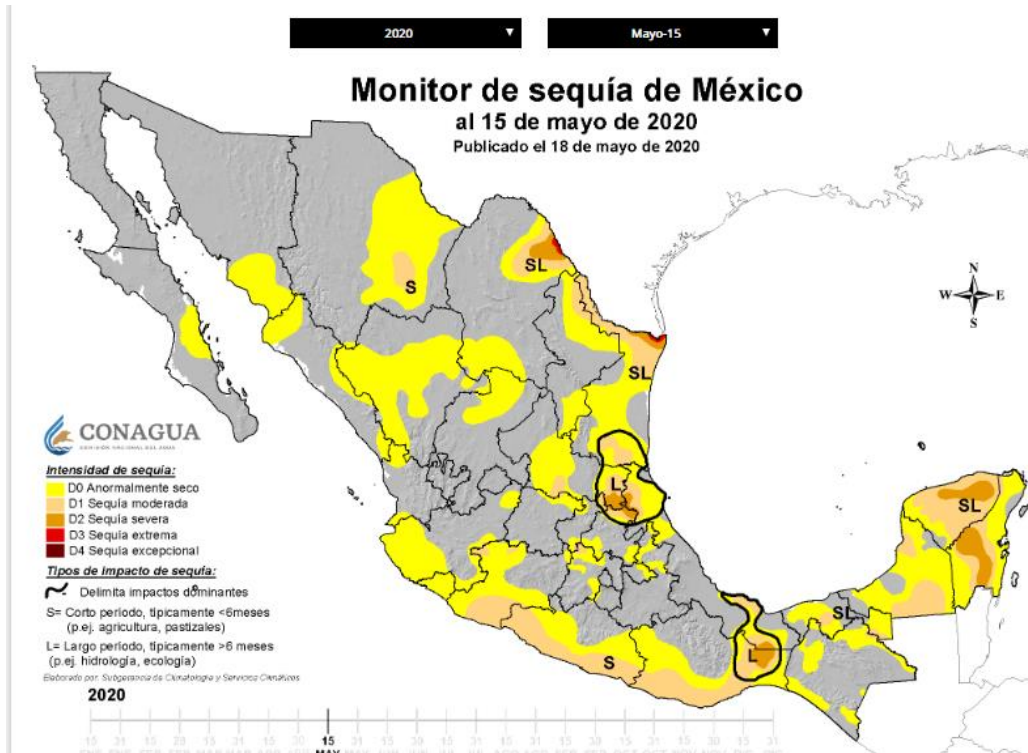 2020 ▼ Mayo-15 ▼
Monitor de sequía de México
al 15 de mayo de 2020
Publicado el 18 de mayo de 2020
S
SL
SL
L
SL
SL
S
L
N
W E
S
CONAGUA
COMISIÓN NACIONAL DEL AGUA
Intensidad de sequía:
D0 Anormalmente seco
D1 Sequía moderada
D2 Sequía severa
D3 Sequía extrema
D4 Sequía excepcional
Tipos de impacto de sequía:
Delimita impactos dominantes
S= Corto periodo, típicamente <6meses
(p.ej. agricultura, pastizales)
L= Largo periodo, típicamente >6 meses
(p.ej. hidrología, ecología)
Elaborado por: Subgerencia de Climatología y Servicios Climáticos
2020
15
MAY